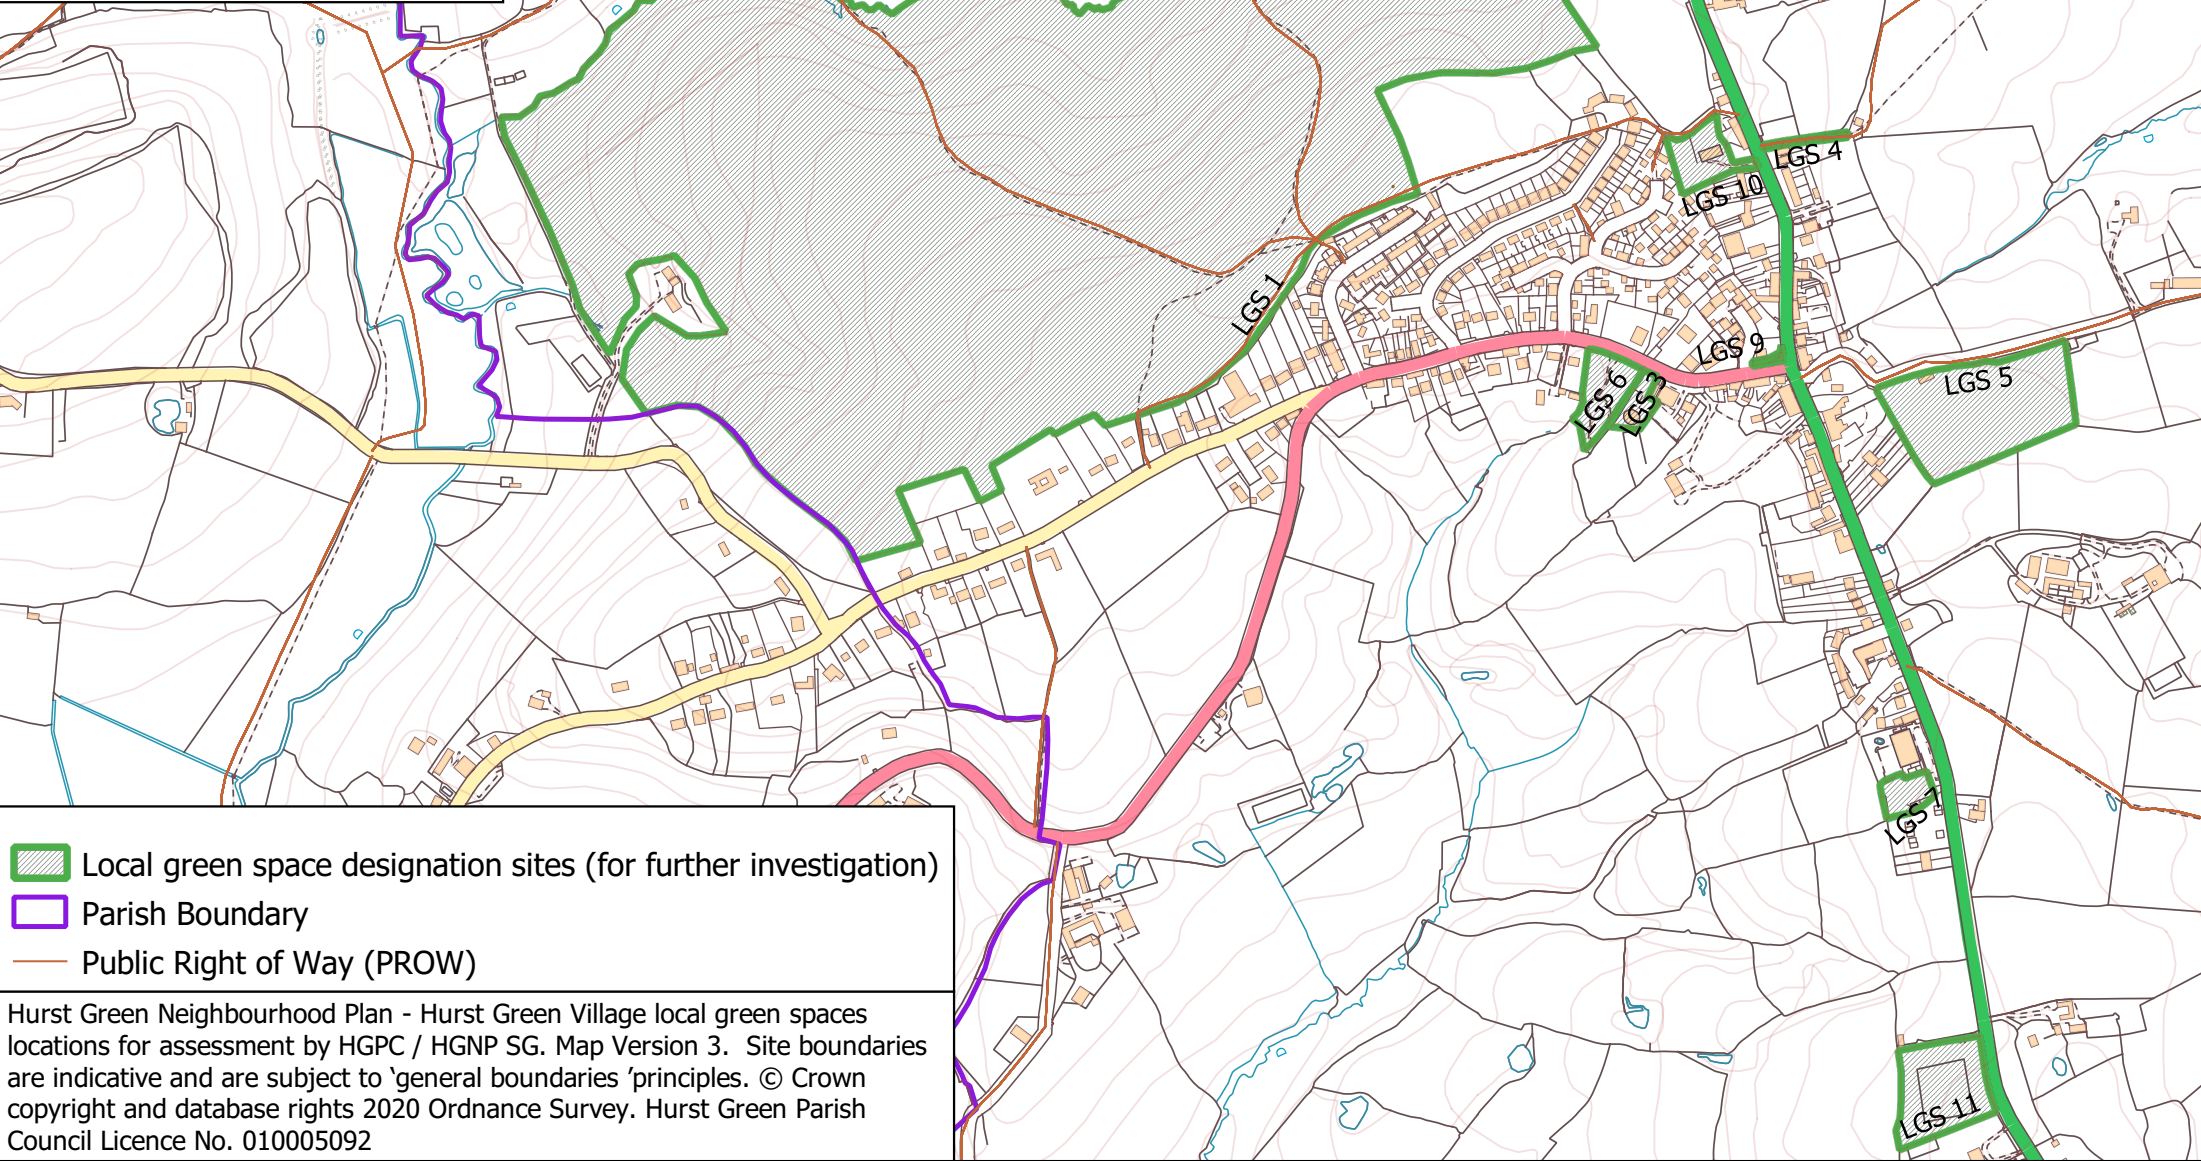 LGS 4
LGS 10
LGS 1
LGS 9
LGS 6
LGS 3
LGS 5
LGS 7
LGS 11
Local green space designation sites (for further investigation)
Parish Boundary
Public Right of Way (PROW)
Hurst Green Neighbourhood Plan - Hurst Green Village local green spaces
locations for assessment by HGPC / HGNP SG. Map Version 3.  Site boundaries
are indicative and are subject to ‘general boundaries ’principles. © Crown
copyright and database rights 2020 Ordnance Survey. Hurst Green Parish
Council Licence No. 010005092